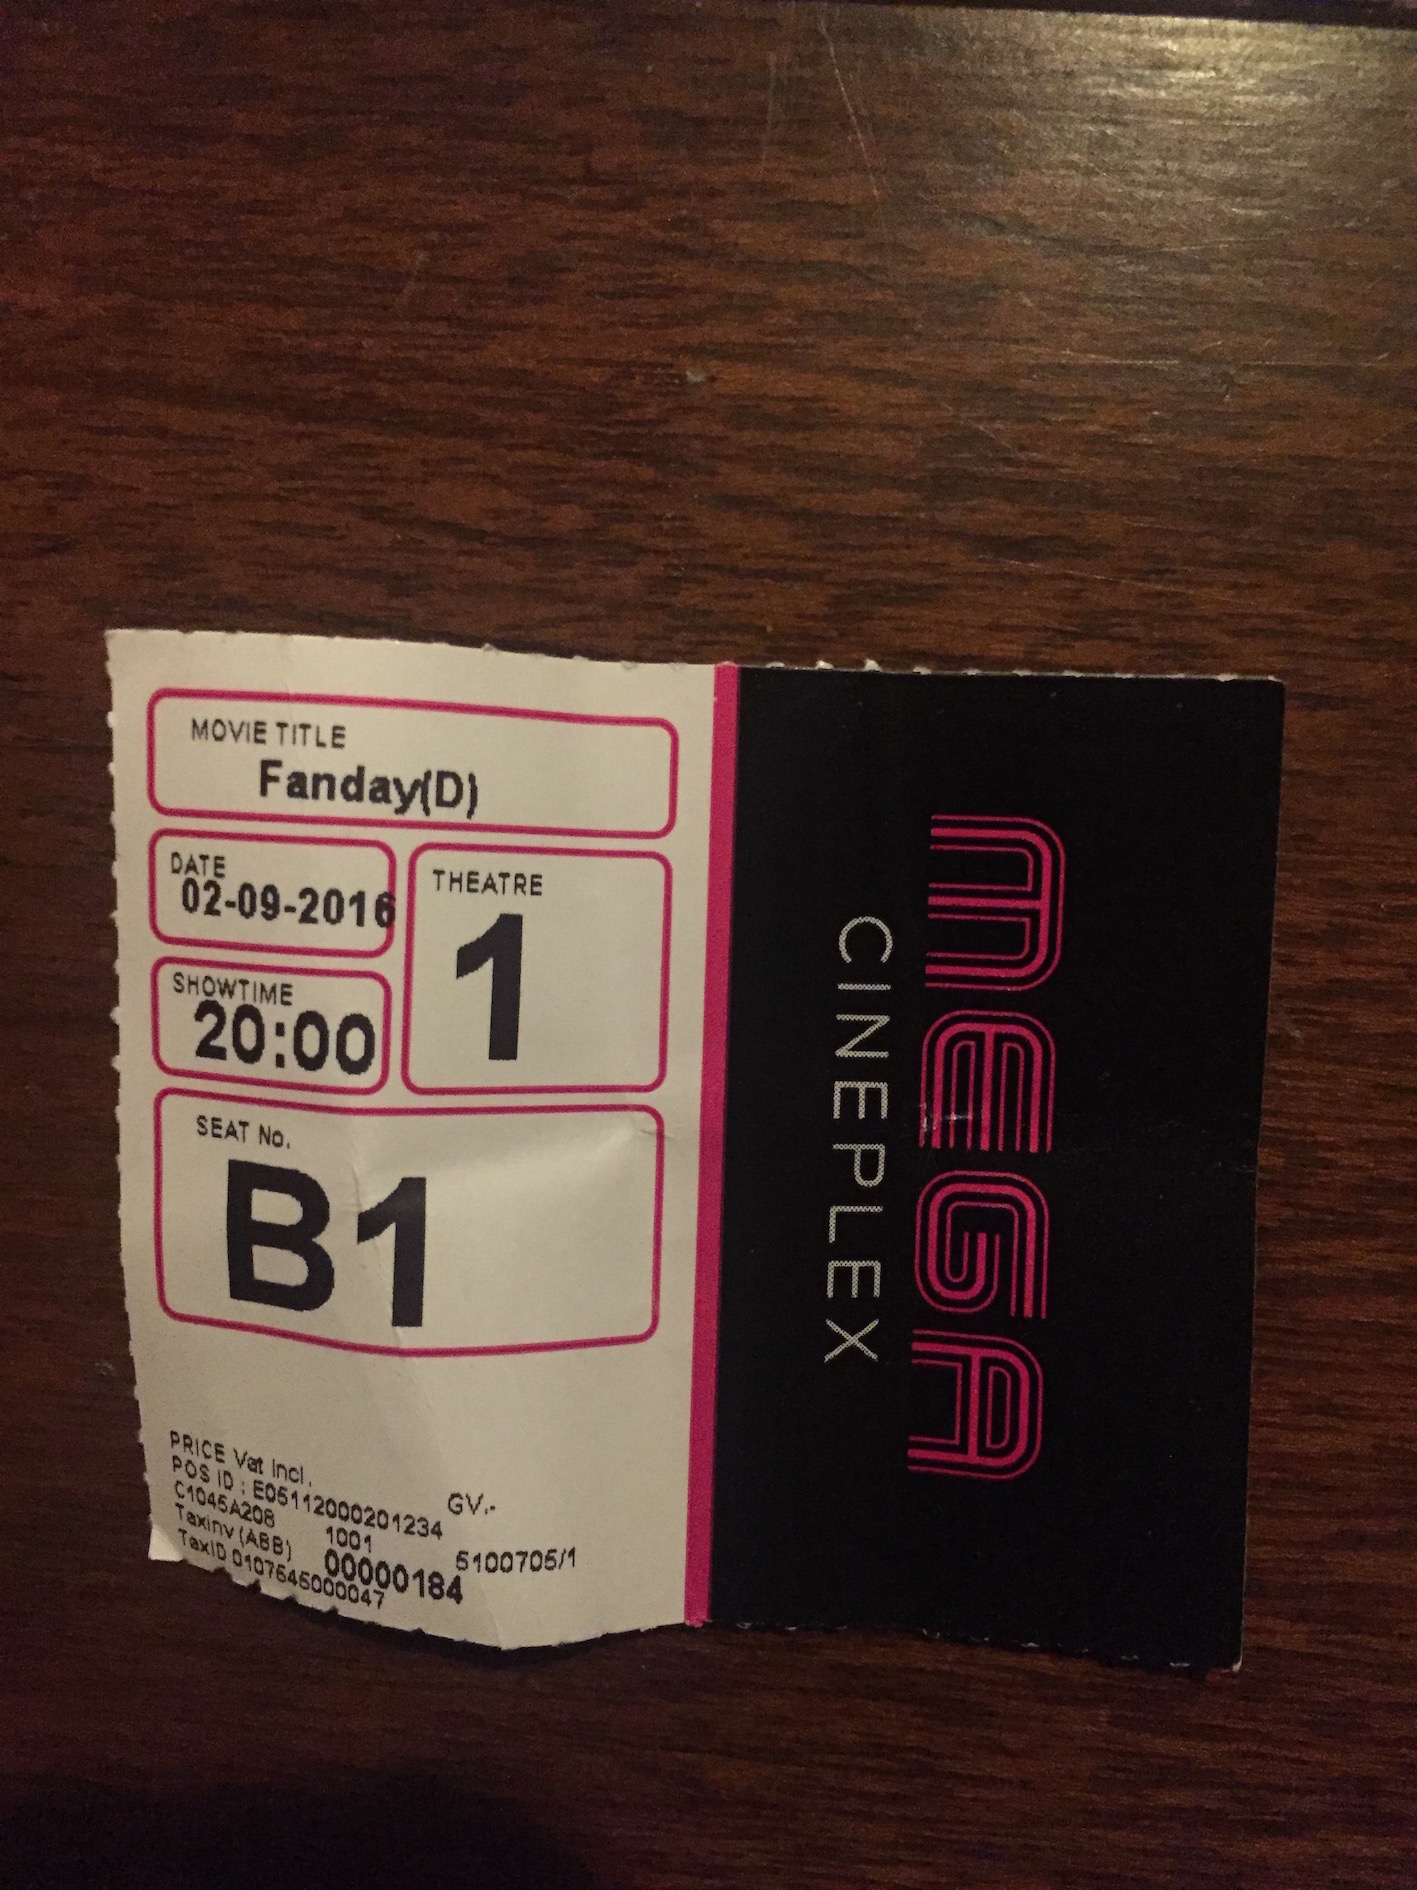 MOVIE TITLE
Fanday(D)
DATE
02-09-2016
SHOWTIME
20:00
THEATRE
1
SEAT No.
B1
PRICE Vat Incl. GV.-
POS ID : E05112000201234
C1045A208 1001 5100705/1
TaxInv (ABB) 00000184
TaxID 0107545000047
MEGA
CINEPLEX